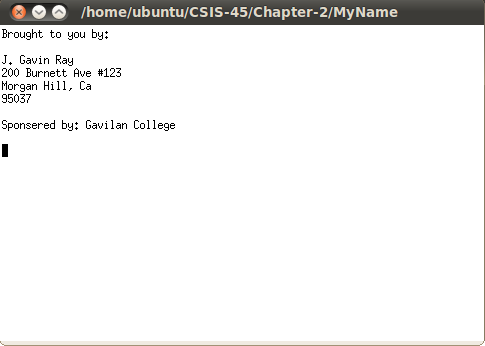 /home/ubuntu/CSIS-45/Chapter-2/MyName
Brought to you by:
J. Gavin Ray
200 Burnett Ave #123
Morgan Hill, Ca
95037
Sponsered by: Gavilan College